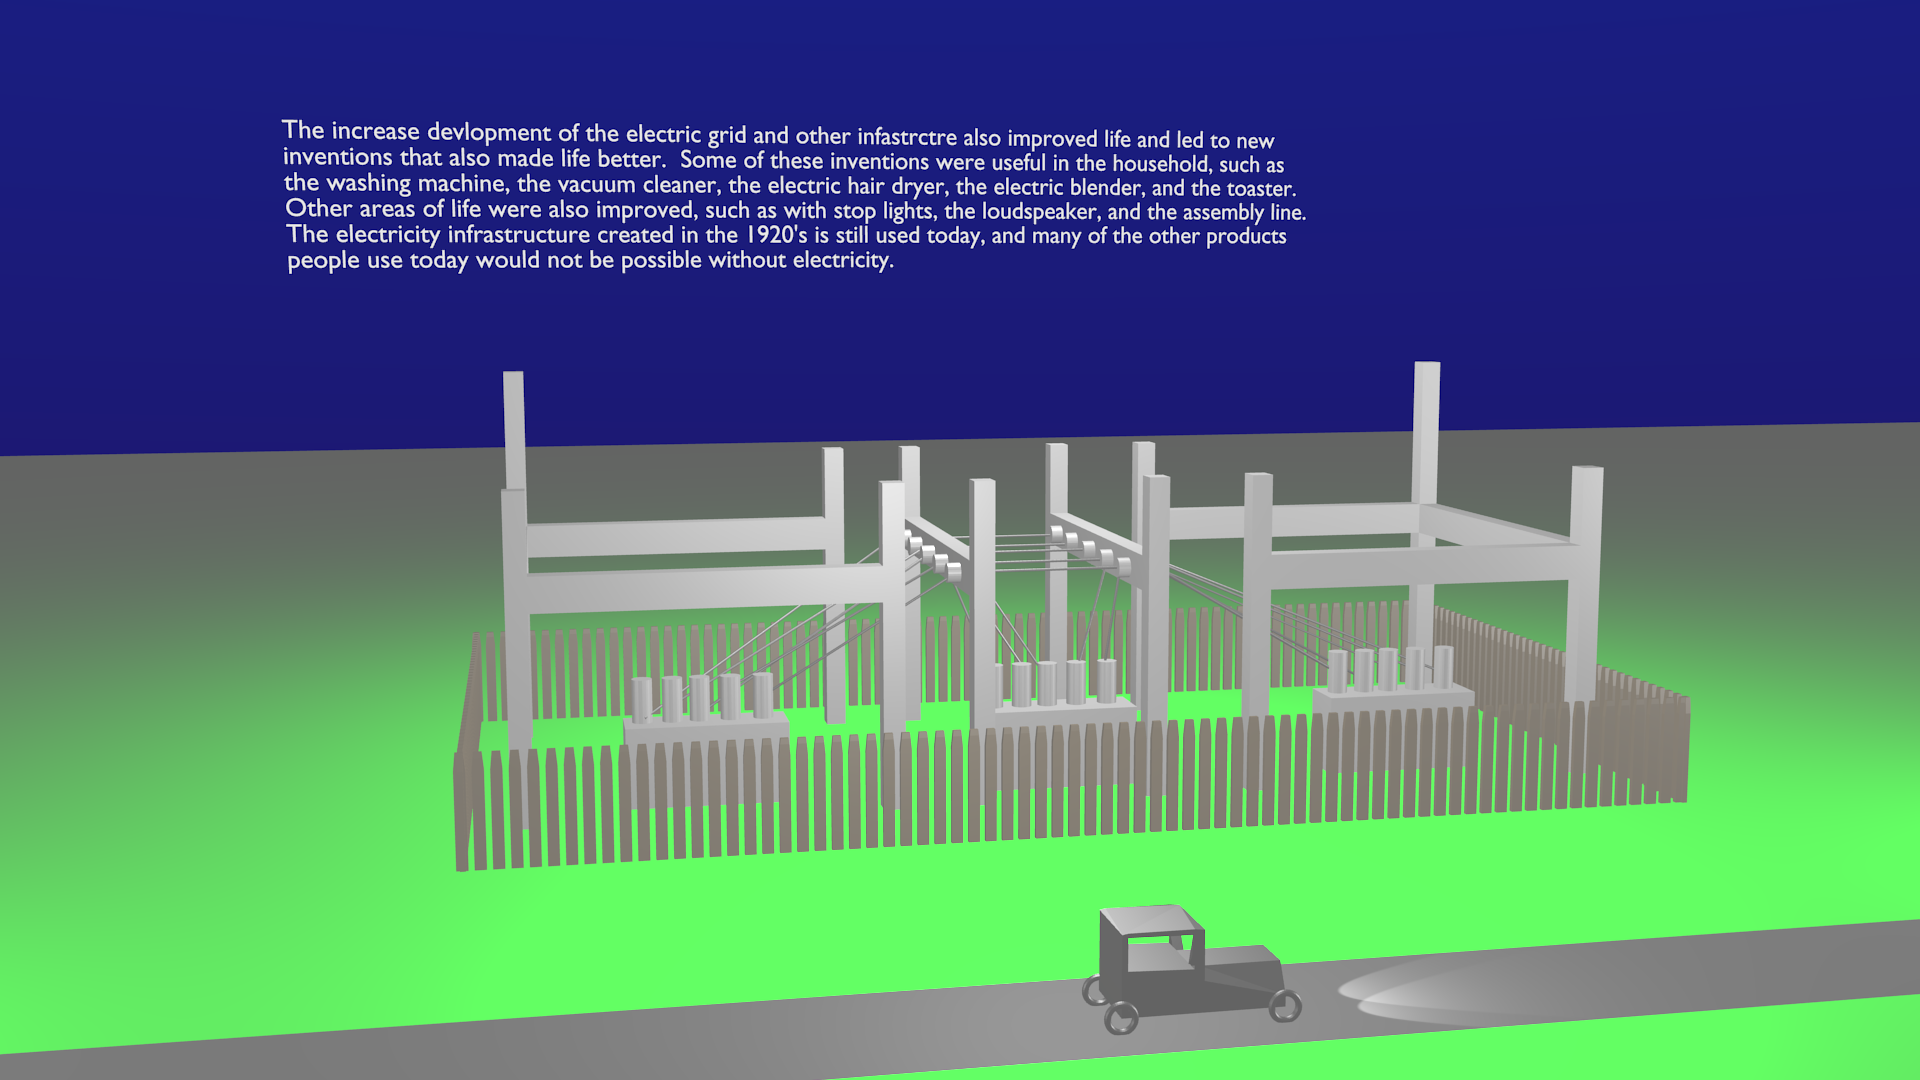 The increase devlopment of the electric grid and other infastrctre also improved life and led to new
inventions that also made life better.  Some of these inventions were useful in the household, such as
the washing machine, the vacuum cleaner, the electric hair dryer, the electric blender, and the toaster.
Other areas of life were also improved, such as with stop lights, the loudspeaker, and the assembly line.
The electricity infrastructure created in the 1920's is still used today, and many of the other products
people use today would not be possible without electricity.